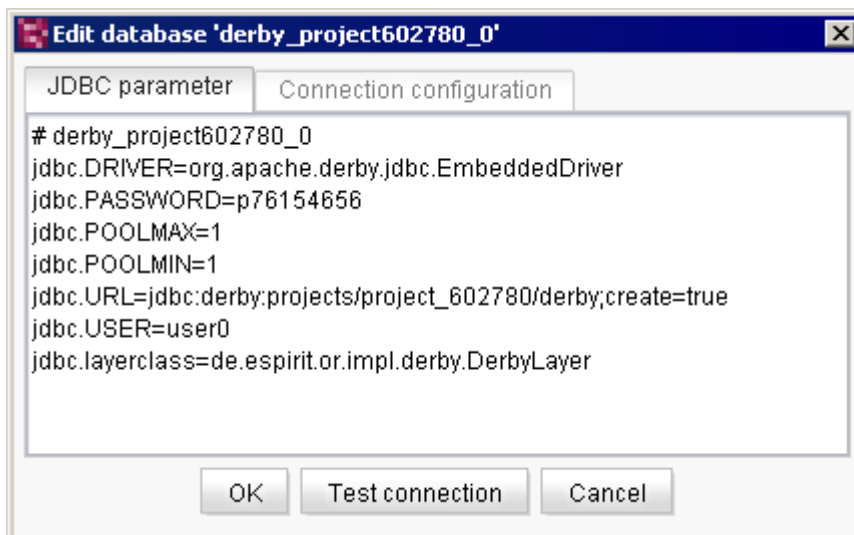 Edit database 'derby_project602780_0'
JDBC parameter
Connection configuration
# derby_project602780_0
jdbc.DRIVER=org.apache.derby.jdbc.EmbeddedDriver
jdbc.PASSWORD=p76154656
jdbc.POOLMAX=1
jdbc.POOLMIN=1
jdbc.URL=jdbc:derby:projects/project_602780/derby;create=true
jdbc.USER=user0
jdbc.layerclass=de.espirit.or.impl.derby.DerbyLayer
OK
Test connection
Cancel